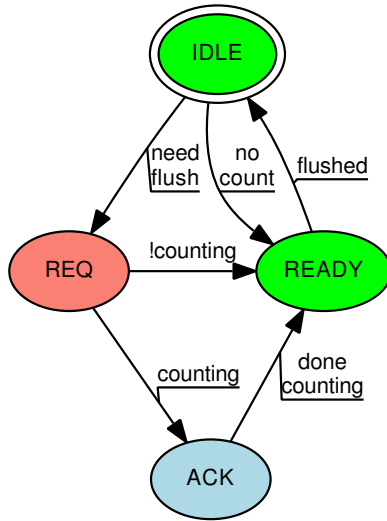 IDLE
need
flush
no
count
flushed
REQ
!counting
READY
counting
done
counting
ACK